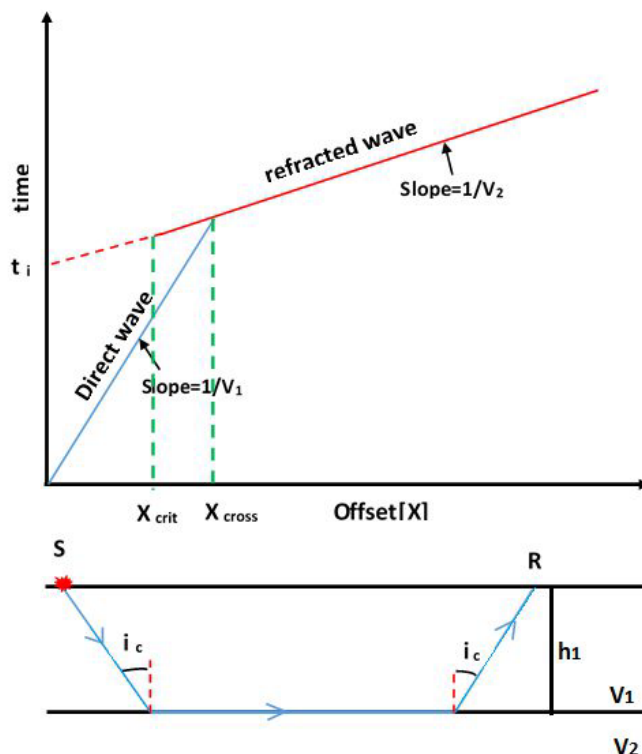 time
refracted wave
Slope=1/V₂
t i
Direct wave
Slope=1/V₁
X crit
X cross
Offset[X]
S
R
i c
i c
h1
V₁
V₂